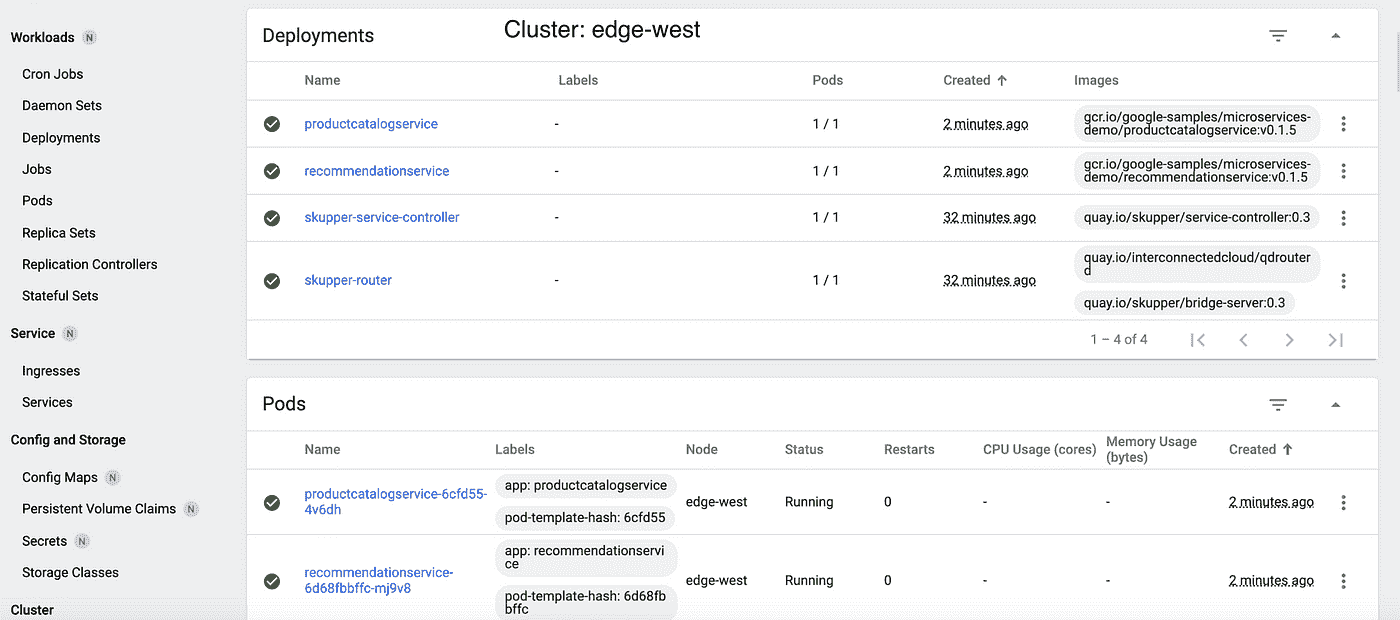 Workloads N
Cron Jobs
Daemon Sets
Deployments
Jobs
Pods
Replica Sets
Replication Controllers
Stateful Sets
Service N
Ingresses
Services
Config and Storage
Config Maps N
Persistent Volume Claims N
Secrets N
Storage Classes
Cluster
Deployments
Cluster: edge-west
Name Labels Pods Created Images
productcatalogservice - 1 / 1 2 minutes ago gcr.io/google-samples/microservices-
demo/productcatalogservice:v0.1.5
recommendationservice - 1 / 1 2 minutes ago gcr.io/google-samples/microservices-
demo/recommendationservice:v0.1.5
skupper-service-controller - 1 / 1 32 minutes ago quay.io/skupper/service-controller:0.3
skupper-router - 1 / 1 32 minutes ago quay.io/interconnectedcloud/qdrouter
d
quay.io/skupper/bridge-server:0.3
1 – 4 of 4
Pods
Name Labels Node Status Restarts CPU Usage (cores) Memory Usage
(bytes) Created
productcatalogservice-6cfd55-
4v6dh
app: productcatalogservice
pod-template-hash: 6cfd55
edge-west Running 0 - - 2 minutes ago
recommendationservice-
6d68fbbffc-mj9v8
app: recommendationservi
ce
pod-template-hash: 6d68fb
bffc
edge-west Running 0 - - 2 minutes ago